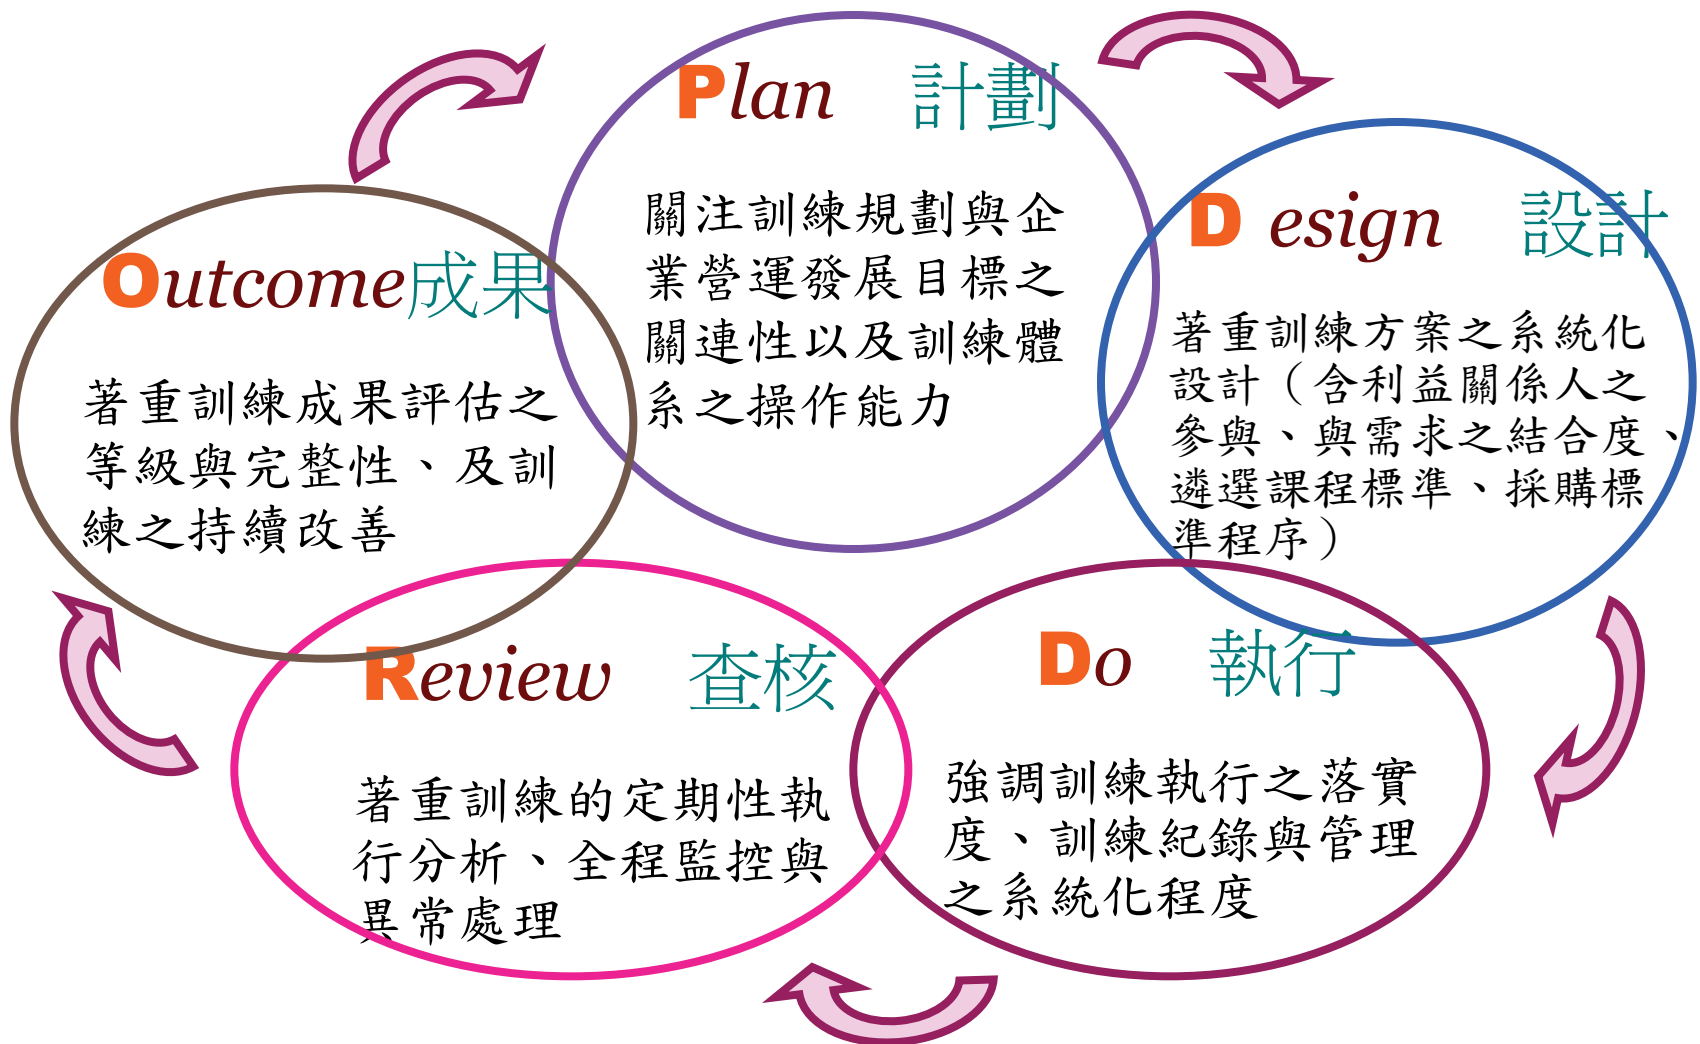 Plan 計劃
關注訓練規劃與企
業營運發展目標之
關連性以及訓練體
系之操作能力
D esign 設計
著重訓練方案之系統化
設計（含利益關係人之
參與、與需求之結合度、
遴選課程標準、採購標
準程序）
Do 執行
強調訓練執行之落實
度、訓練紀錄與管理
之系統化程度
Review 查核
著重訓練的定期性執
行分析、全程監控與
異常處理
Outcome成果
著重訓練成果評估之
等級與完整性、及訓
練之持續改善